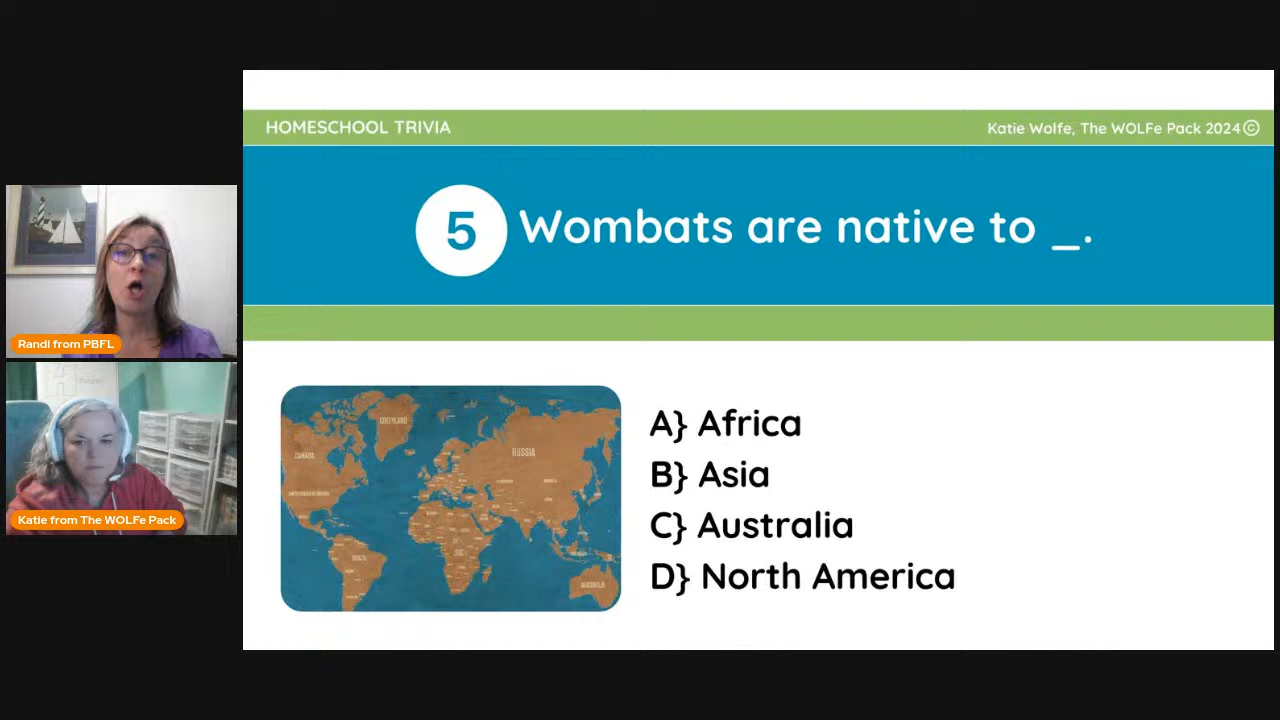 HOMESCHOOL TRIVIA
Katie Wolfe, The WOLFe Pack 2024 ©
5 Wombats are native to _.
Randi from PBFL
Katie from The WOLFe Pack
GREENLAND
CANADA
RUSSIA
BRAZIL
AUSTRALIA
A} Africa
B} Asia
C} Australia
D} North America